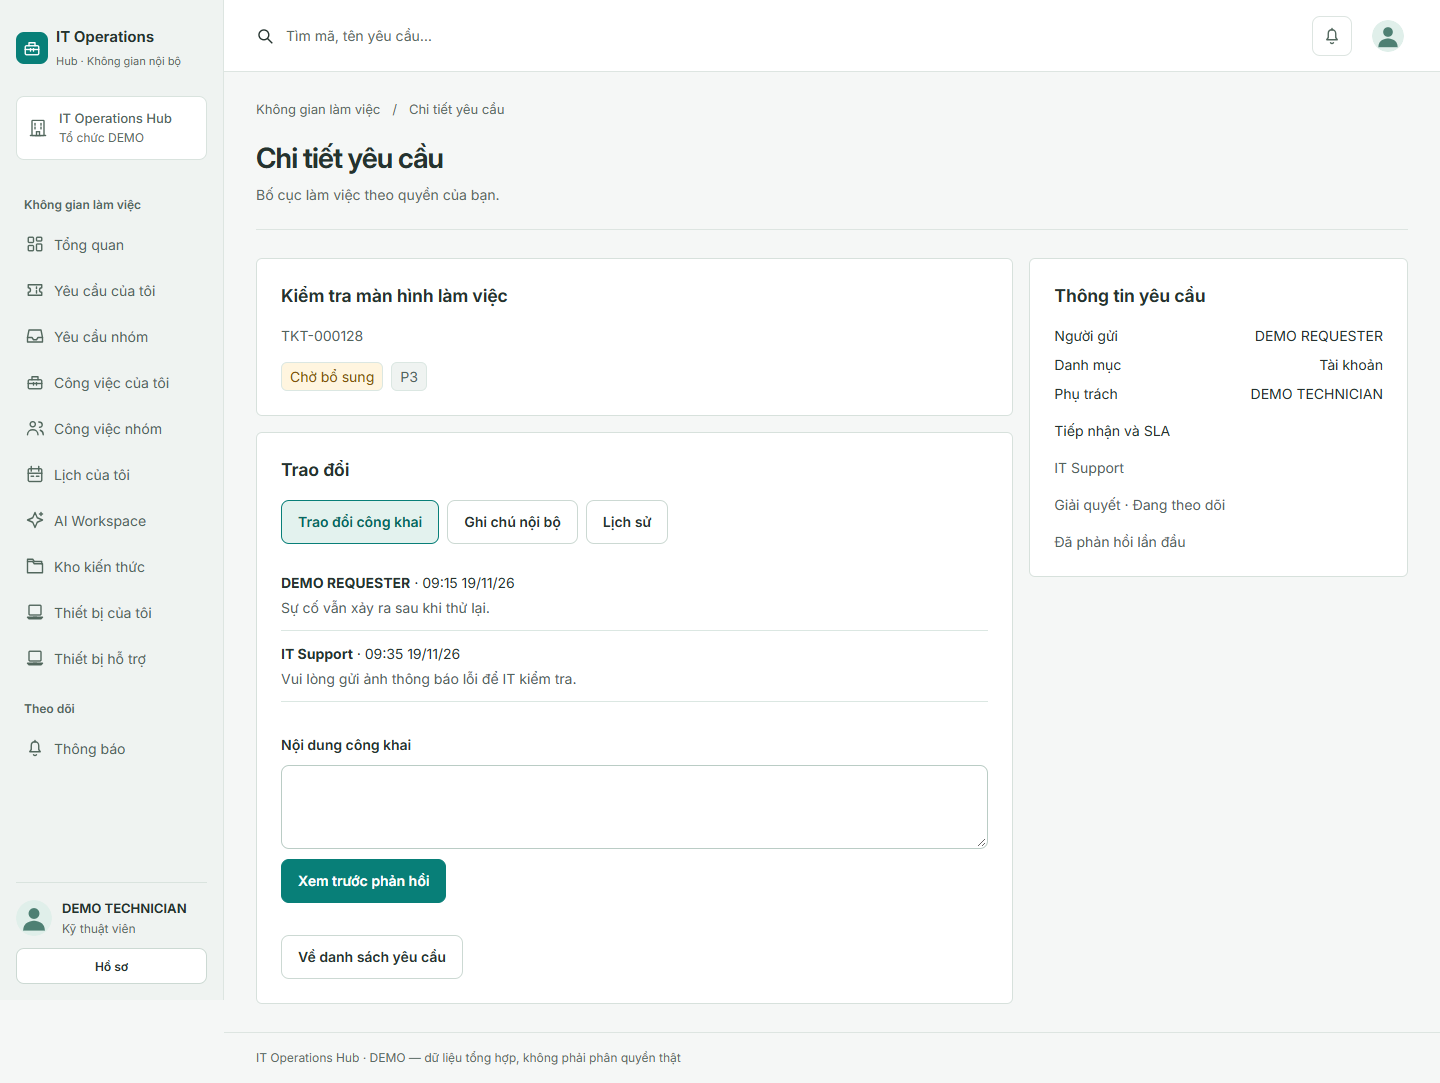 IT Operations
Hub · Không gian nội bộ
IT Operations Hub
Tổ chức DEMO
Không gian làm việc
Tổng quan
Yêu cầu của tôi
Yêu cầu nhóm
Công việc của tôi
Công việc nhóm
Lịch của tôi
AI Workspace
Kho kiến thức
Thiết bị của tôi
Thiết bị hỗ trợ
Theo dõi
Thông báo
DEMO TECHNICIAN
Kỹ thuật viên
Hồ sơ
Tìm mã, tên yêu cầu...
Không gian làm việc / Chi tiết yêu cầu
Chi tiết yêu cầu
Bố cục làm việc theo quyền của bạn.
Kiểm tra màn hình làm việc
TKT-000128
Chờ bổ sung P3
Trao đổi
Trao đổi công khai Ghi chú nội bộ Lịch sử
DEMO REQUESTER · 09:15 19/11/26
Sự cố vẫn xảy ra sau khi thử lại.
IT Support · 09:35 19/11/26
Vui lòng gửi ảnh thông báo lỗi để IT kiểm tra.
Nội dung công khai
Xem trước phản hồi
Về danh sách yêu cầu
Thông tin yêu cầu
Người gửi DEMO REQUESTER
Danh mục Tài khoản
Phụ trách DEMO TECHNICIAN
Tiếp nhận và SLA
IT Support
Giải quyết · Đang theo dõi
Đã phản hồi lần đầu
IT Operations Hub · DEMO — dữ liệu tổng hợp, không phải phân quyền thật